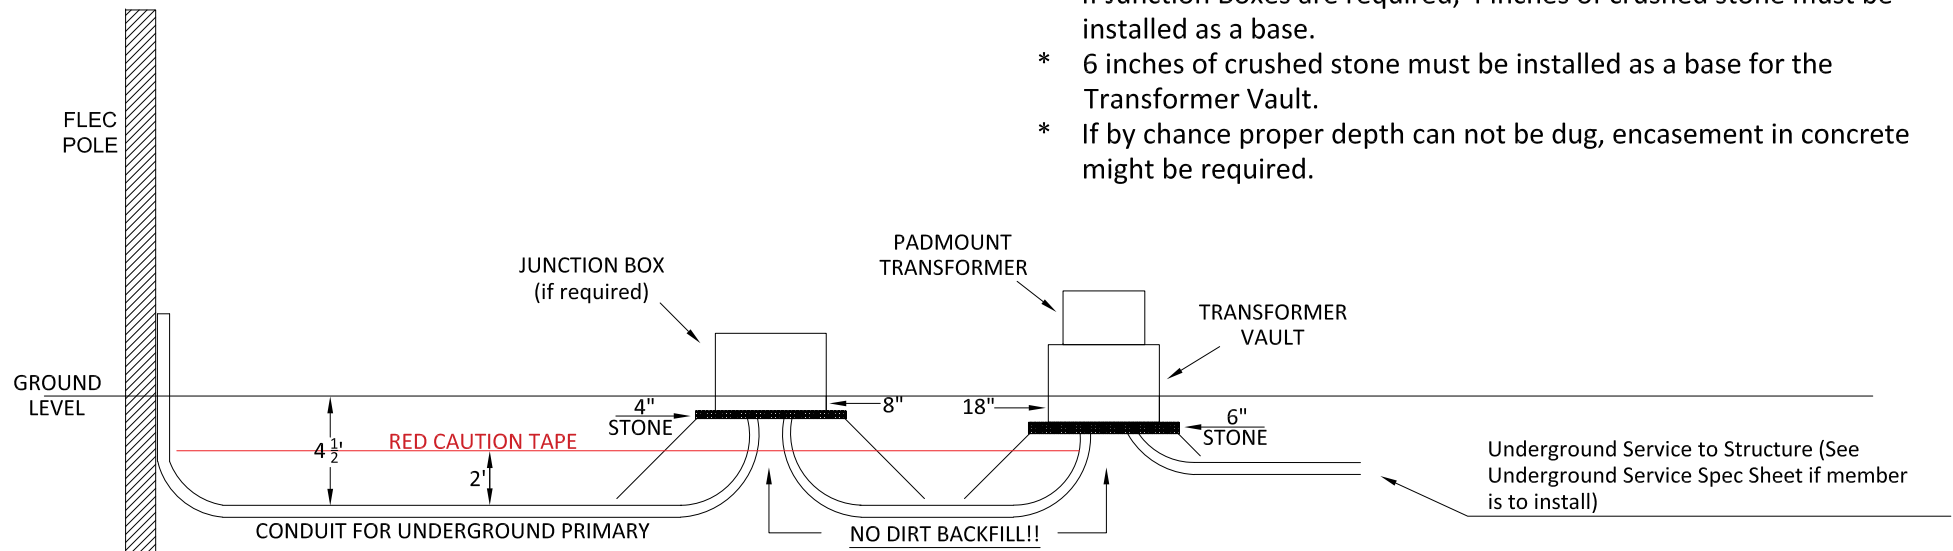 installed as a base.
* 6 inches of crushed stone must be installed as a base for the
Transformer Vault.
* If by chance proper depth can not be dug, encasement in concrete
might be required.
FLEC
POLE
PADMOUNT
TRANSFORMER
JUNCTION BOX
(if required)
TRANSFORMER
VAULT
GROUND
LEVEL
4"
STONE
8"
18"
6"
STONE
RED CAUTION TAPE
4 1/2'
2'
Underground Service to Structure (See
Underground Service Spec Sheet if member
is to install)
CONDUIT FOR UNDERGROUND PRIMARY
NO DIRT BACKFILL!!